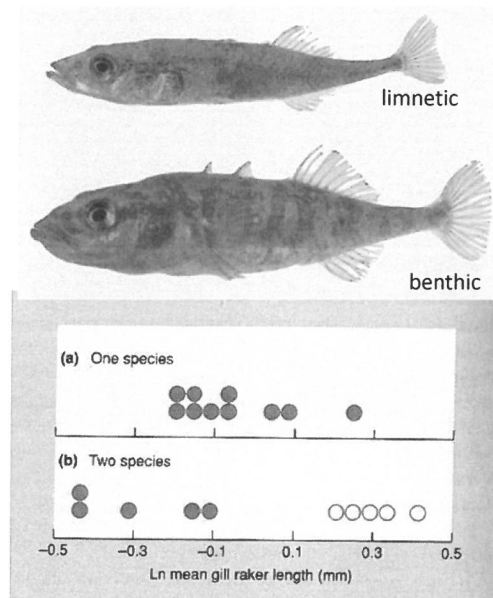 limnetic
benthic
(a) One species
(b) Two species
−0.5 −0.3 −0.1 0.1 0.3 0.5
Ln mean gill raker length (mm)